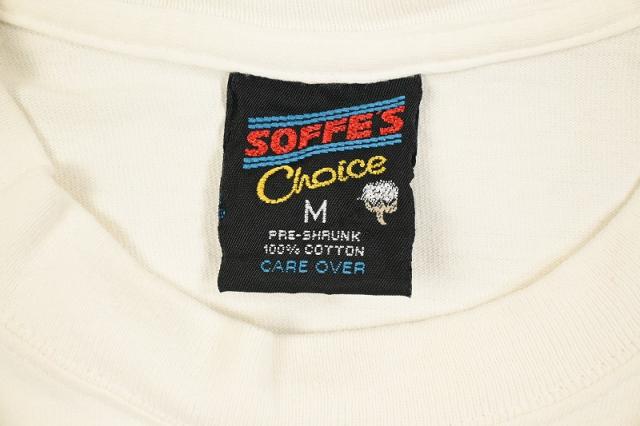 SOFFE'S
Choice
M
PRE-SHRUNK
100% COTTON
CARE OVER